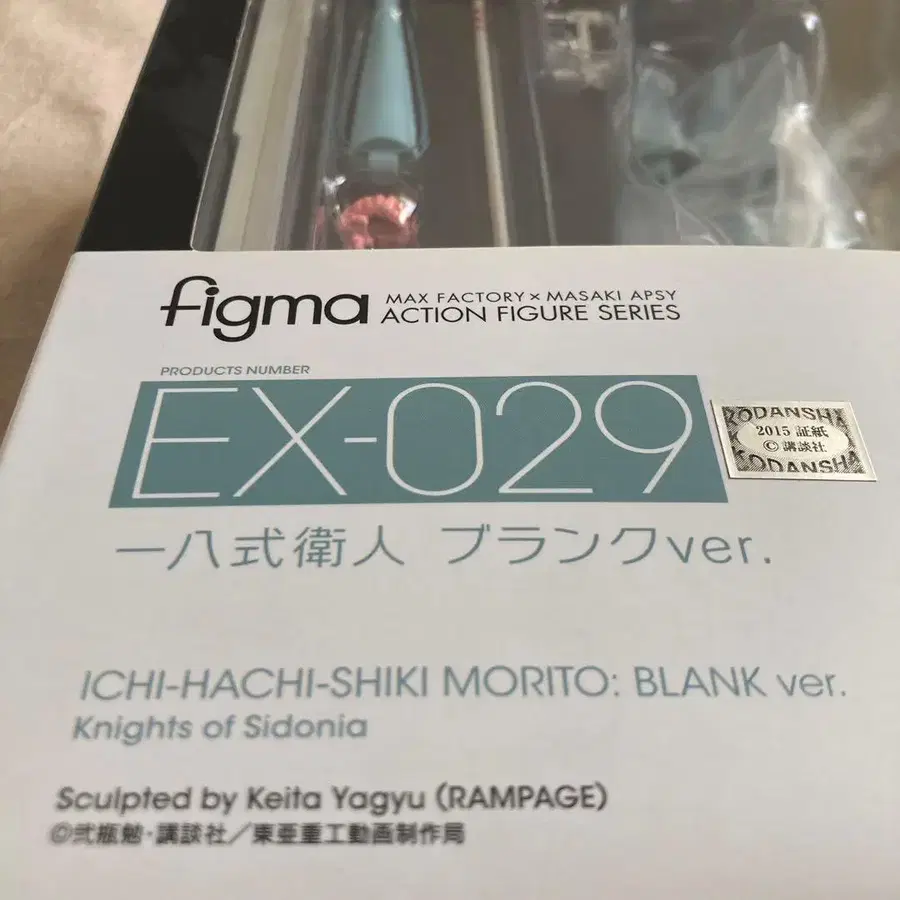 figma MAX FACTORY × MASAKI APSY
ACTION FIGURE SERIES
PRODUCTS NUMBER
EX-029
KODANSHA
2015 証紙
©講談社
KODANSHA
一八式衛人 ブランクver.
ICHI-HACHI-SHIKI MORITO: BLANK ver.
Knights of Sidonia
Sculpted by Keita Yagyu (RAMPAGE)
©弐瓶勉・講談社／東亜重工動画制作局